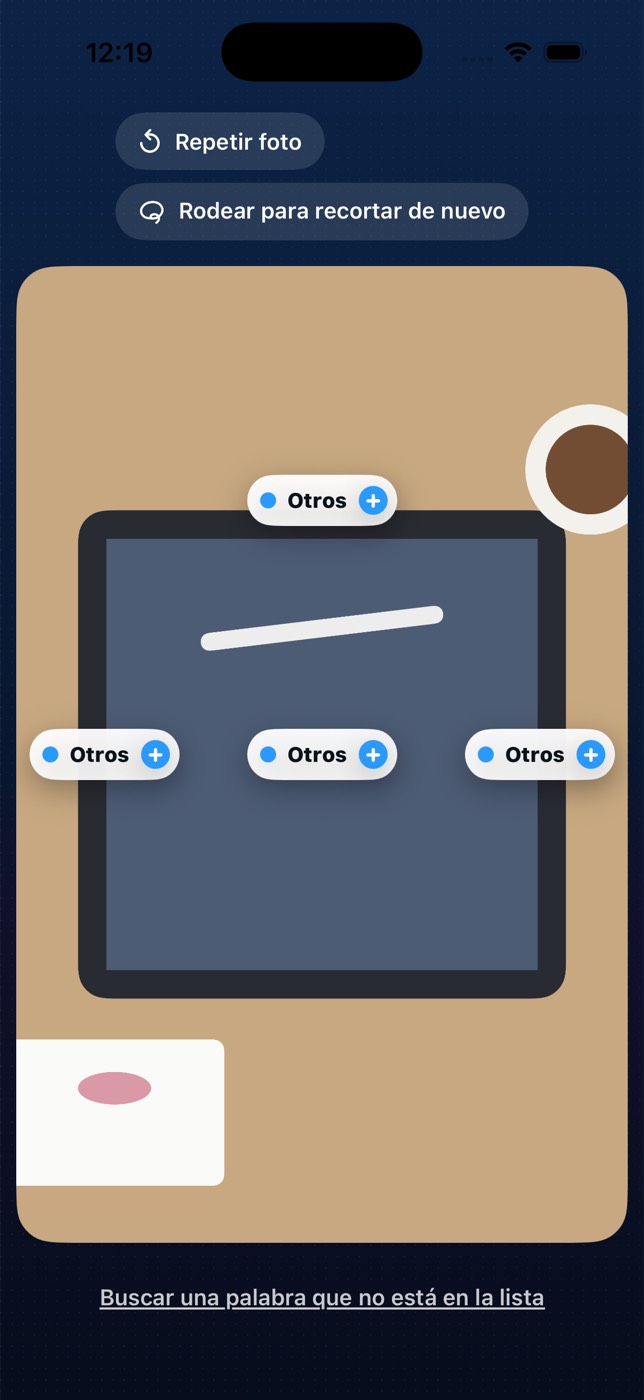 12:19
Repetir foto
Rodear para recortar de nuevo
Otros
Otros
Otros
Otros
Buscar una palabra que no está en la lista